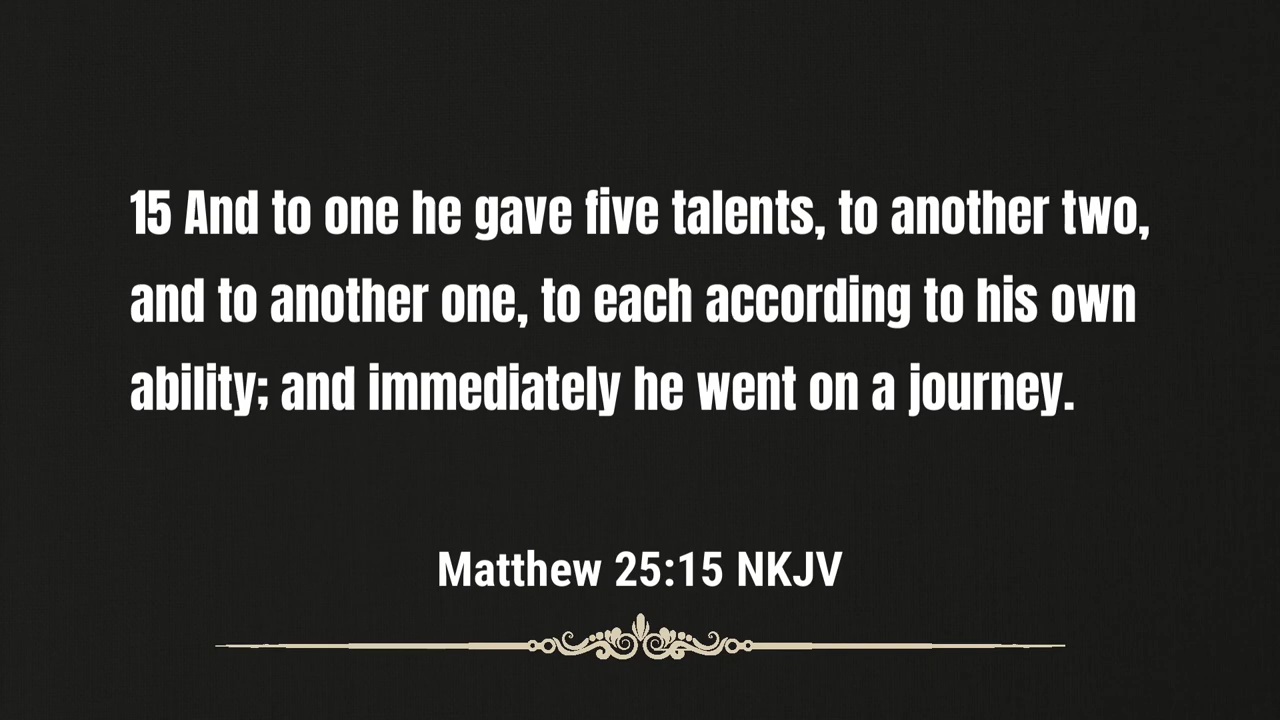 15 And to one he gave five talents, to another two,
and to another one, to each according to his own
ability; and immediately he went on a journey.
Matthew 25:15 NKJV